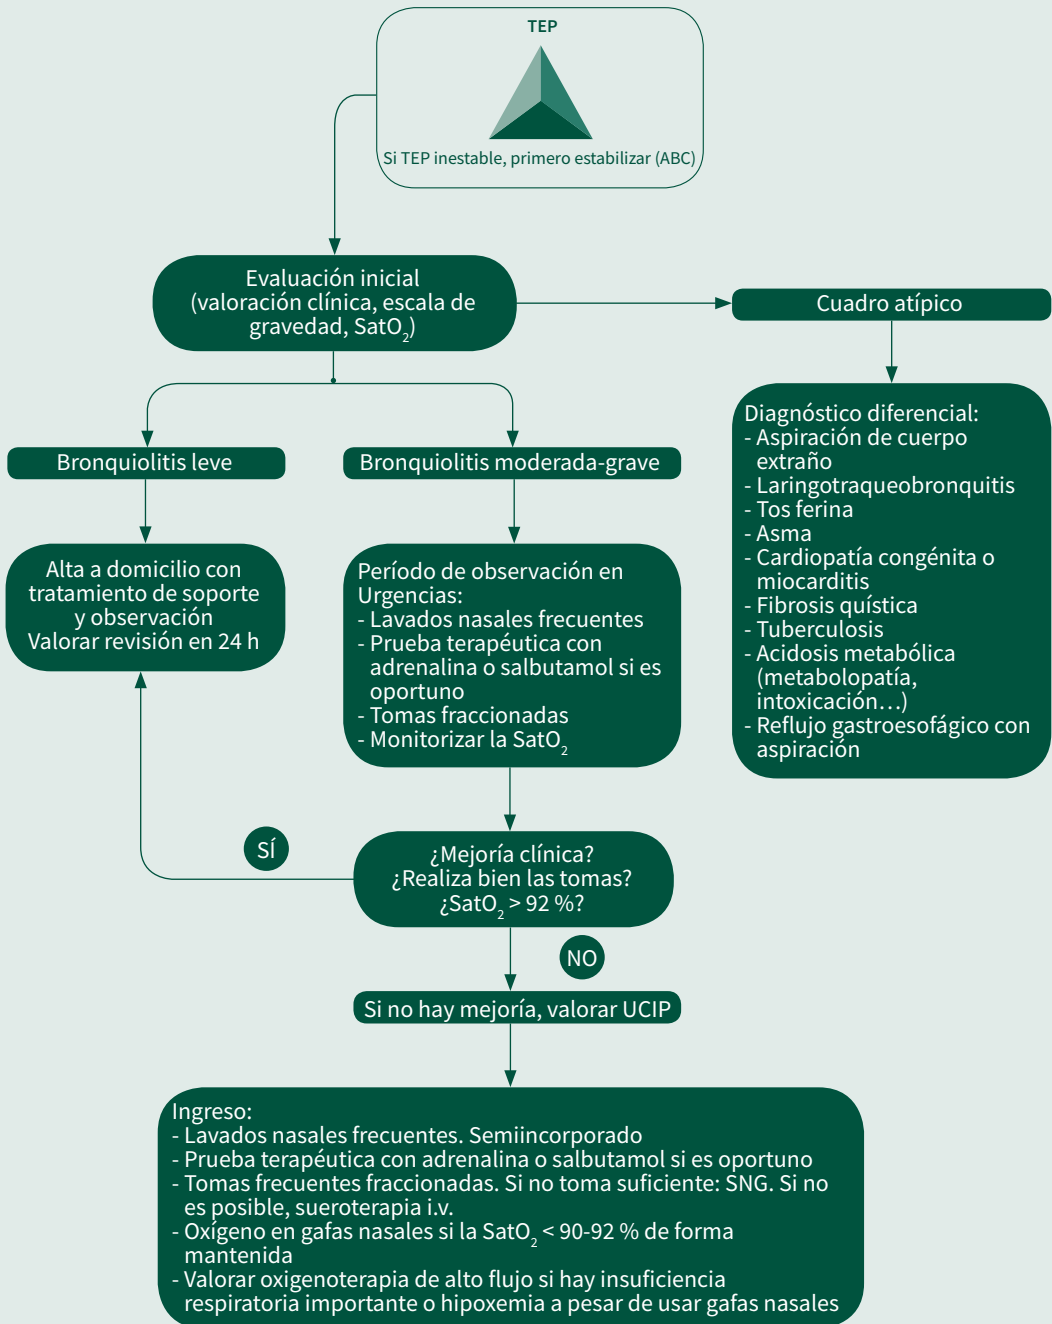 TEP
Si TEP inestable, primero estabilizar (ABC)
Evaluación inicial
(valoración clínica, escala de
gravedad, SatO₂)
Cuadro atípico
Bronquiolitis leve
Bronquiolitis moderada-grave
Diagnóstico diferencial:
- Aspiración de cuerpo
extraño
- Laringotraqueobronquitis
- Tos ferina
- Asma
- Cardiopatía congénita o
miocarditis
- Fibrosis quística
- Tuberculosis
- Acidosis metabólica
(metabolopatía,
intoxicación…)
- Reflujo gastroesofágico con
aspiración
Alta a domicilio con
tratamiento de soporte
y observación
Valorar revisión en 24 h
Período de observación en
Urgencias:
- Lavados nasales frecuentes
- Prueba terapéutica con
adrenalina o salbutamol si es
oportuno
- Tomas fraccionadas
- Monitorizar la SatO₂
SÍ
¿Mejoría clínica?
¿Realiza bien las tomas?
¿SatO₂ > 92 %?
NO
Si no hay mejoría, valorar UCIP
Ingreso:
- Lavados nasales frecuentes. Semiincorporado
- Prueba terapéutica con adrenalina o salbutamol si es oportuno
- Tomas frecuentes fraccionadas. Si no toma suficiente: SNG. Si no
es posible, sueroterapia i.v.
- Oxígeno en gafas nasales si la SatO₂ < 90-92 % de forma
mantenida
- Valorar oxigenoterapia de alto flujo si hay insuficiencia
respiratoria importante o hipoxemia a pesar de usar gafas nasales